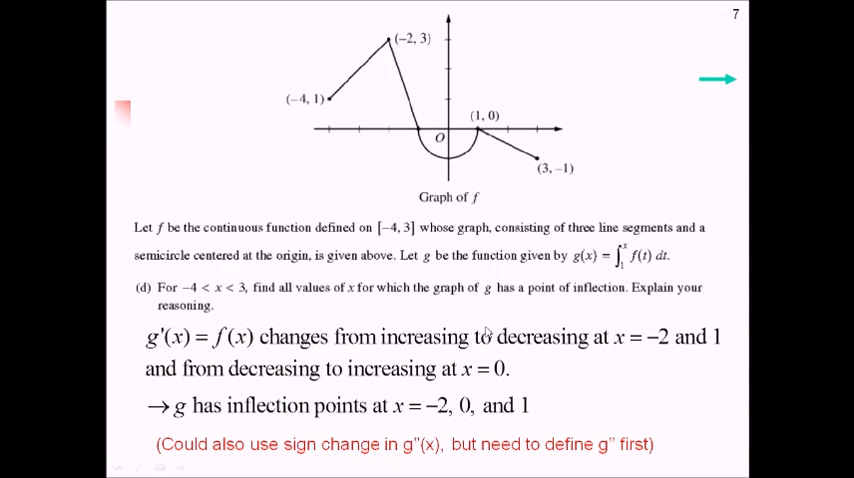 7
(−2, 3)
(−4, 1)
(1, 0)
O
(3, −1)
Graph of f
Let f be the continuous function defined on [−4, 3] whose graph, consisting of three line segments and a
semicircle centered at the origin, is given above. Let g be the function given by g(x) = ∫₁ˣ f(t) dt.
(d) For −4 < x < 3, find all values of x for which the graph of g has a point of inflection. Explain your
reasoning.
g'(x) = f(x) changes from increasing to decreasing at x = −2 and 1
and from decreasing to increasing at x = 0.
→ g has inflection points at x = −2, 0, and 1
(Could also use sign change in g"(x), but need to define g" first)